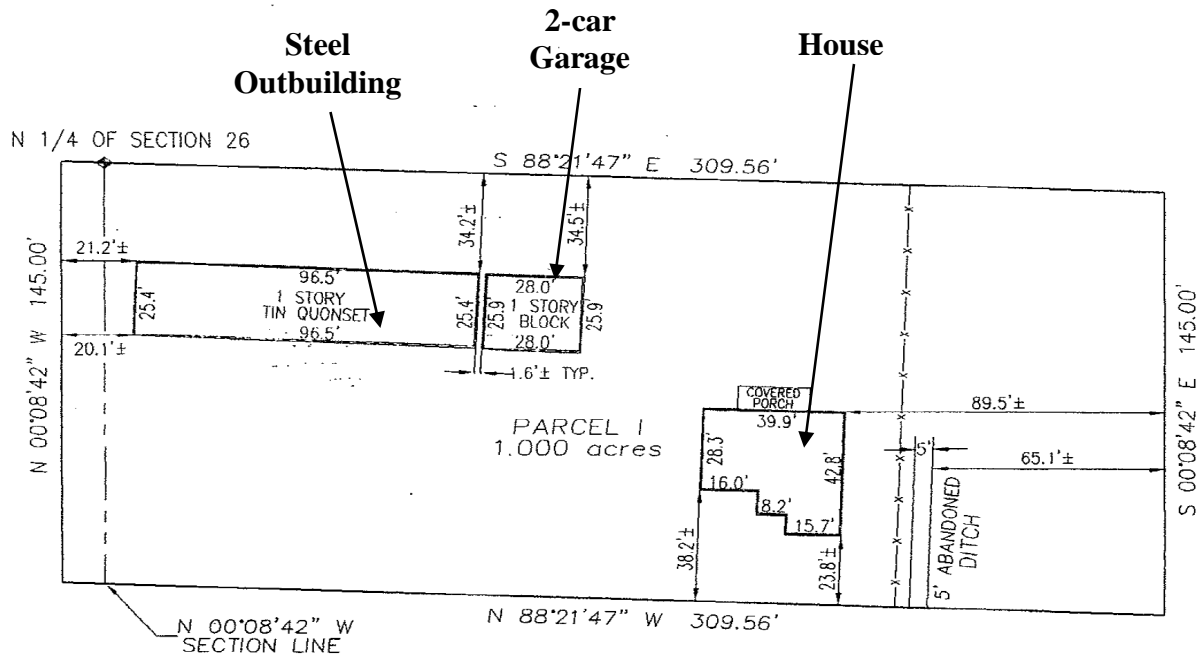 Steel
Outbuilding
2-car
Garage
House
N 1/4 OF SECTION 26
S 88°21'47" E 309.56'
N 00°08'42" W 145.00'
21.2'±
20.1'±
25.4'
96.5'
1 STORY
TIN QUONSET
96.5'
25.4'
34.2'±
34.5'±
25.9'
28.0'
1 STORY
BLOCK
28.0'
25.9'
1.6'± TYP.
PARCEL I
1.000 acres
COVERED
PORCH
39.9'
28.3'
42.8'
16.0'
8.2'
15.7'
38.2'±
23.8'±
89.5'±
5'
65.1'±
5' ABANDONED
DITCH
S 00°08'42" E 145.00'
N 88°21'47" W 309.56'
N 00°08'42" W
SECTION LINE